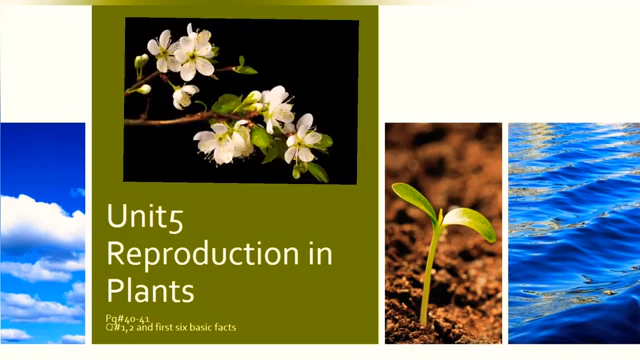 Unit5
Reproduction in
Plants
Pg#40-41
Q#1,2 and first six basic facts